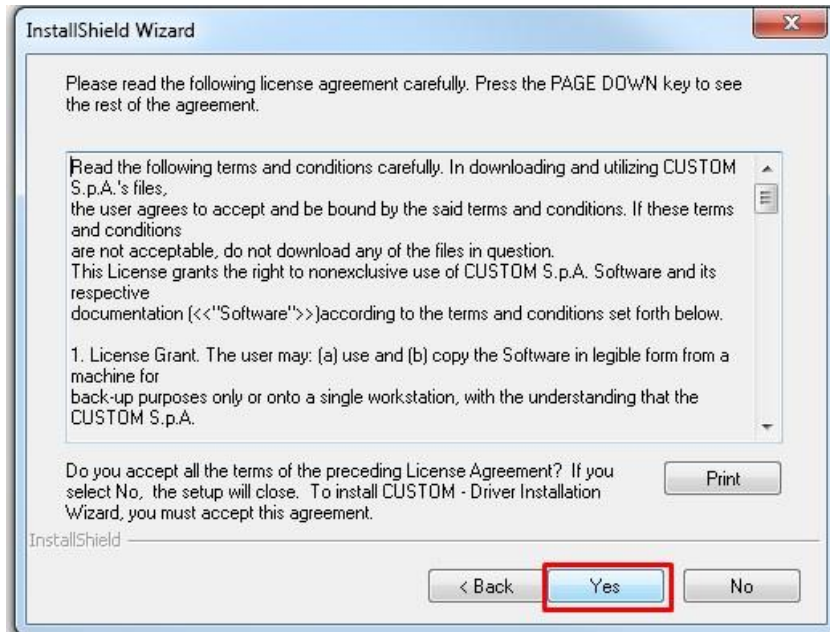 InstallShield Wizard
Please read the following license agreement carefully. Press the PAGE DOWN key to see
the rest of the agreement.
Read the following terms and conditions carefully. In downloading and utilizing CUSTOM
S.p.A.'s files,
the user agrees to accept and be bound by the said terms and conditions. If these terms
and conditions
are not acceptable, do not download any of the files in question.
This License grants the right to nonexclusive use of CUSTOM S.p.A. Software and its
respective
documentation (<<"Software">>)according to the terms and conditions set forth below.
1. License Grant. The user may: (a) use and (b) copy the Software in legible form from a
machine for
back-up purposes only or onto a single workstation, with the understanding that the
CUSTOM S.p.A.
Do you accept all the terms of the preceding License Agreement? If you
select No, the setup will close. To install CUSTOM - Driver Installation
Wizard, you must accept this agreement.
Print
InstallShield
< Back
Yes
No